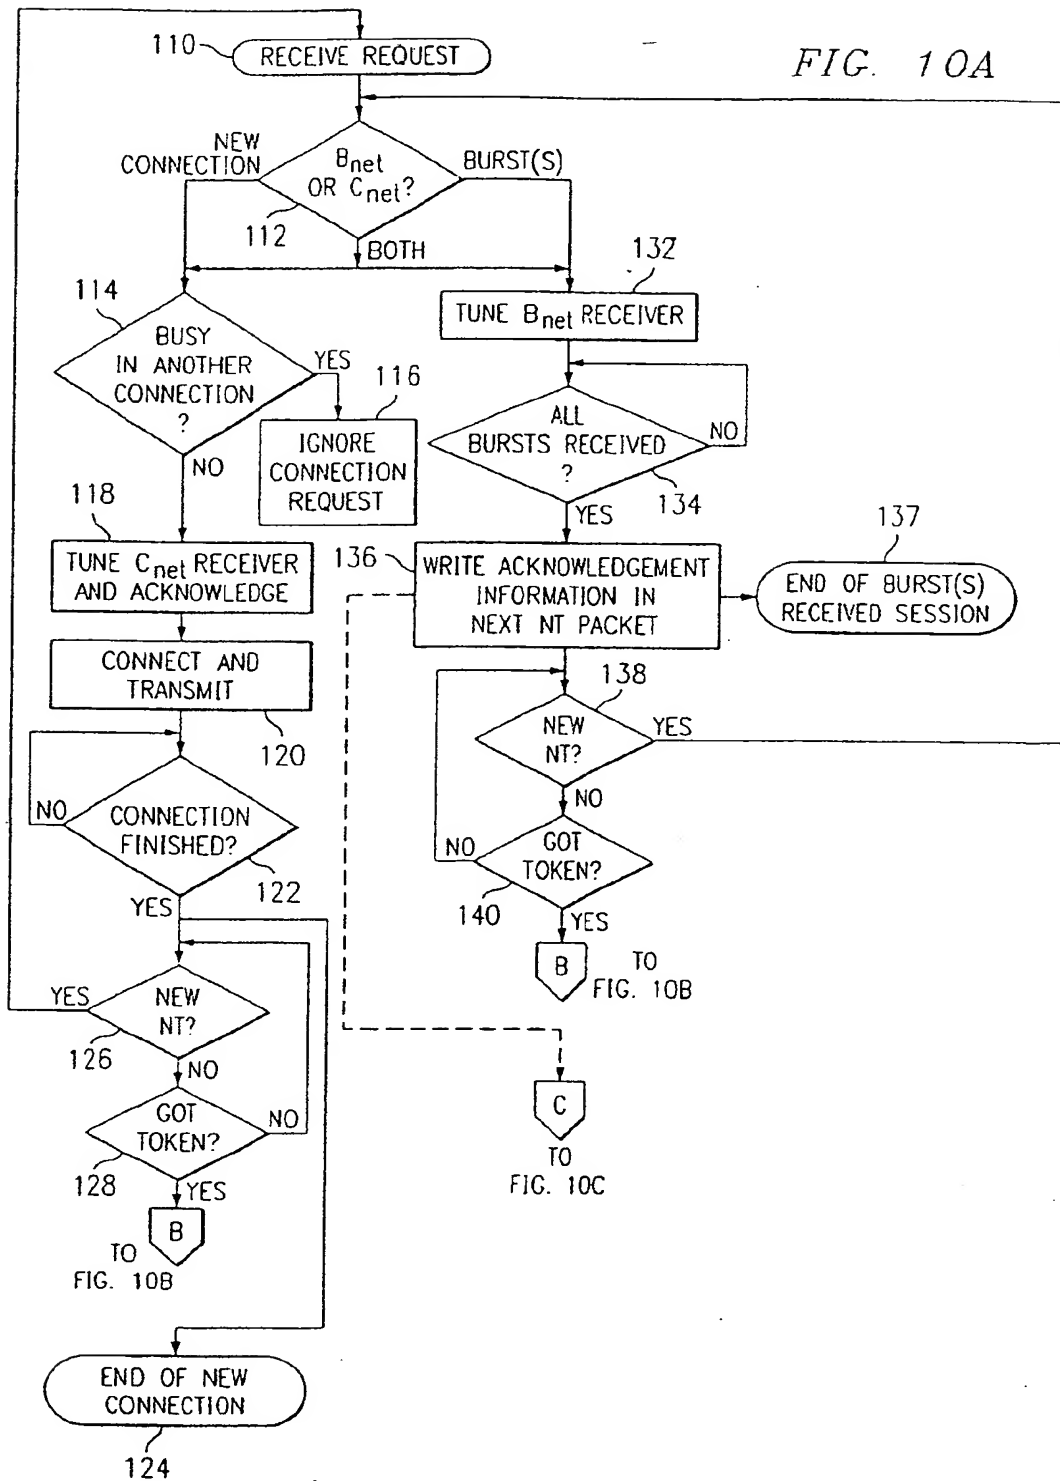 FIG. 10A
110
RECEIVE REQUEST
NEW
CONNECTION
Bnet
OR Cnet?
BURST(S)
112
BOTH
132
TUNE Bnet RECEIVER
114
BUSY
IN ANOTHER
CONNECTION
?
YES
116
IGNORE
CONNECTION
REQUEST
NO
ALL
BURSTS RECEIVED
?
NO
134
YES
118
TUNE Cnet RECEIVER
AND ACKNOWLEDGE
136
WRITE ACKNOWLEDGEMENT
INFORMATION IN
NEXT NT PACKET
137
END OF BURST(S)
RECEIVED SESSION
CONNECT AND
TRANSMIT
120
138
NEW
NT?
YES
NO
NO
CONNECTION
FINISHED?
122
YES
GOT
TOKEN?
NO
140
YES
B
TO
FIG. 10B
YES
NEW
NT?
126
NO
GOT
TOKEN?
NO
128
YES
B
TO
FIG. 10B
C
TO
FIG. 10C
END OF NEW
CONNECTION
124